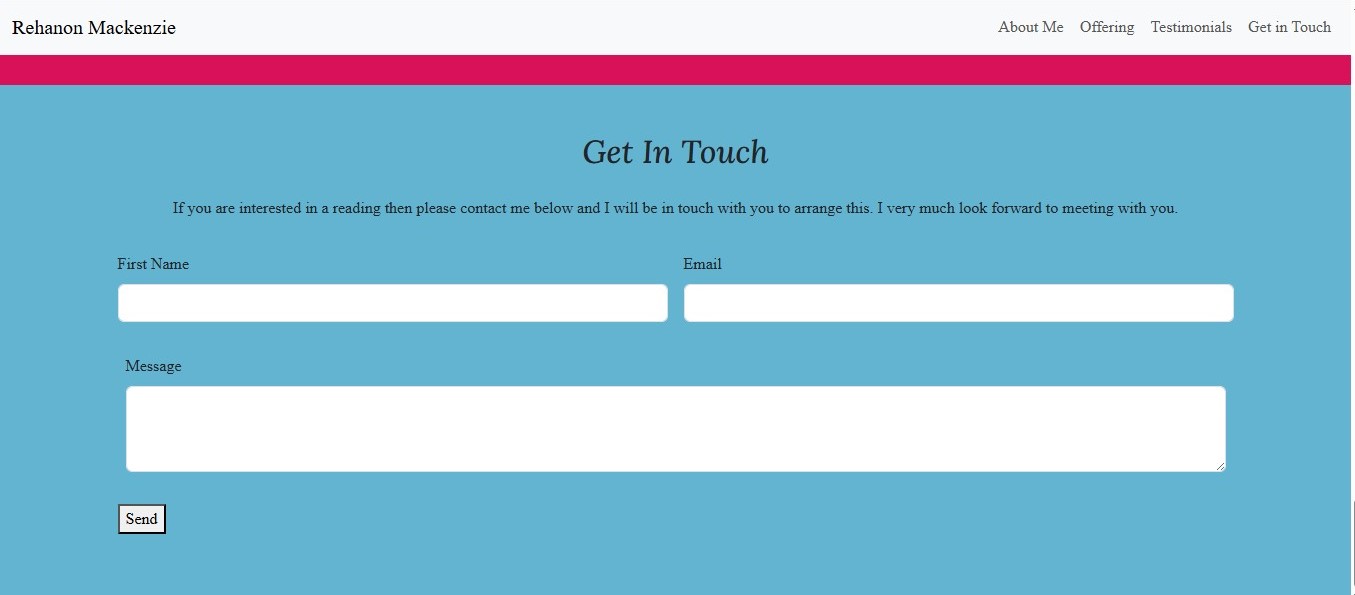 Rehanon Mackenzie
About Me Offering Testimonials Get in Touch
Get In Touch
If you are interested in a reading then please contact me below and I will be in touch with you to arrange this. I very much look forward to meeting with you.
First Name
Email
Message
Send